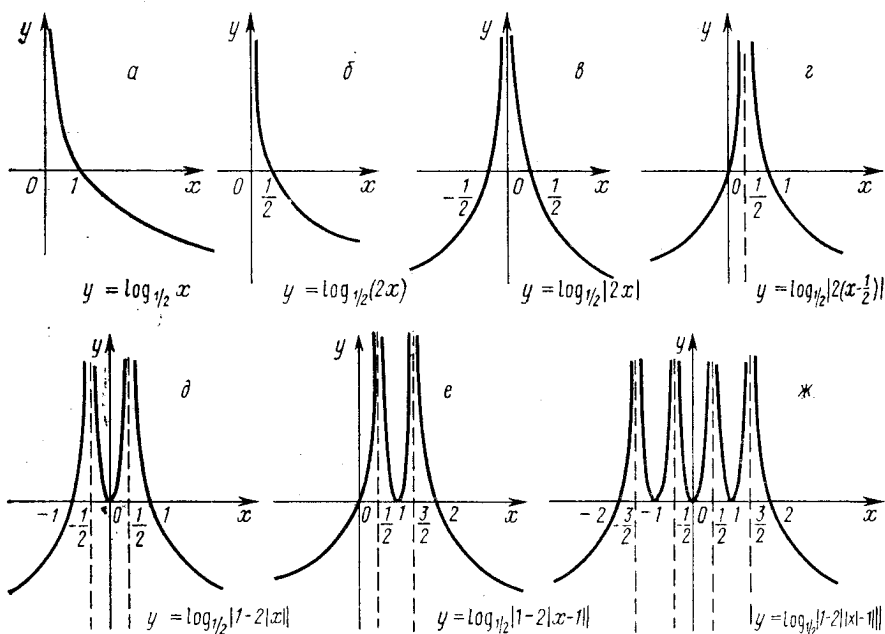 y а
0 1 x
y = log₁/₂ x
y б
0 1/2 x
y = log₁/₂(2x)
y в
-1/2 0 1/2 x
y = log₁/₂|2x|
y г
0 1/2 1 x
y = log₁/₂|2(x-1/2)|
y д
-1 -1/2 0 1/2 1 x
y = log₁/₂|1-2|x||
y е
0 1/2 1 3/2 2 x
y = log₁/₂|1-2|x-1||
y ж
-2 -3/2 -1 -1/2 0 1/2 1 3/2 2 x
|y = log₁/₂|1-2||x|-1|||